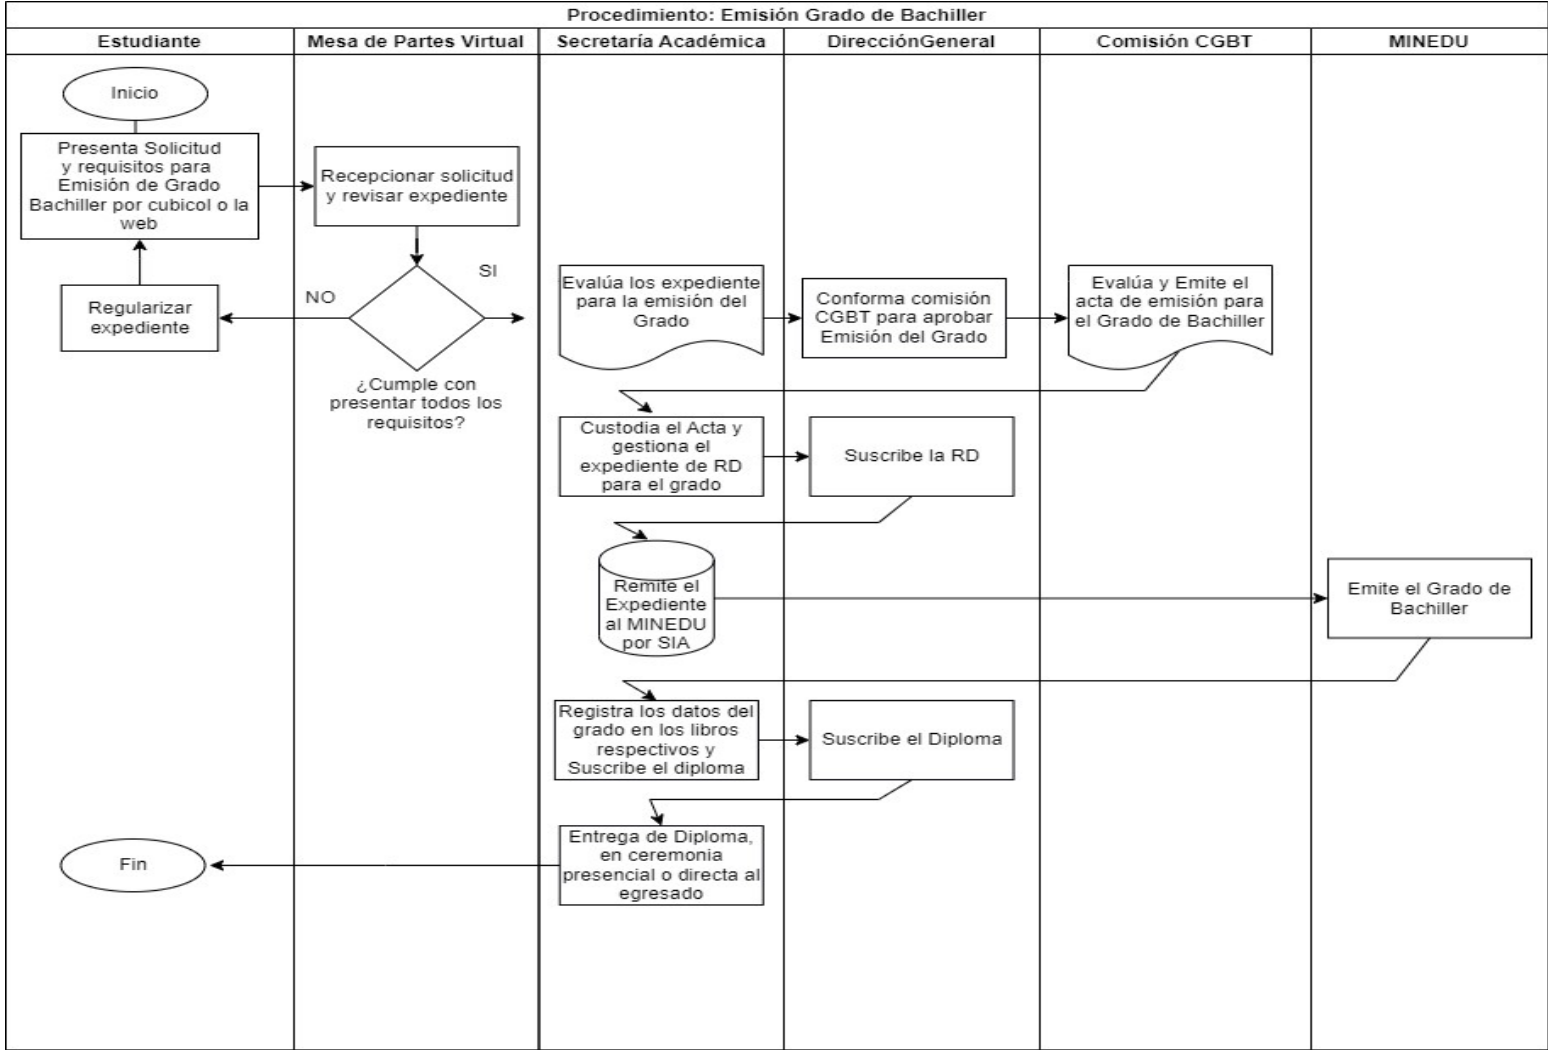 Procedimiento: Emisión Grado de Bachiller
Estudiante
Mesa de Partes Virtual
Secretaría Académica
DirecciónGeneral
Comisión CGBT
MINEDU
Inicio
Presenta Solicitud
y requisitos para
Emisión de Grado
Bachiller por cubicol o la
web
Recepcionar solicitud
y revisar expediente
SI
NO
Regularizar
expediente
¿Cumple con
presentar todos los
requisitos?
Evalúa los expediente
para la emisión del
Grado
Conforma comisión
CGBT para aprobar
Emisión del Grado
Evalúa y Emite el
acta de emisión para
el Grado de Bachiller
Custodia el Acta y
gestiona el
expediente de RD
para el grado
Suscribe la RD
Remite el
Expediente
al MINEDU
por SIA
Emite el Grado de
Bachiller
Registra los datos del
grado en los libros
respectivos y
Suscribe el diploma
Suscribe el Diploma
Entrega de Diploma,
en ceremonia
presencial o directa al
egresado
Fin